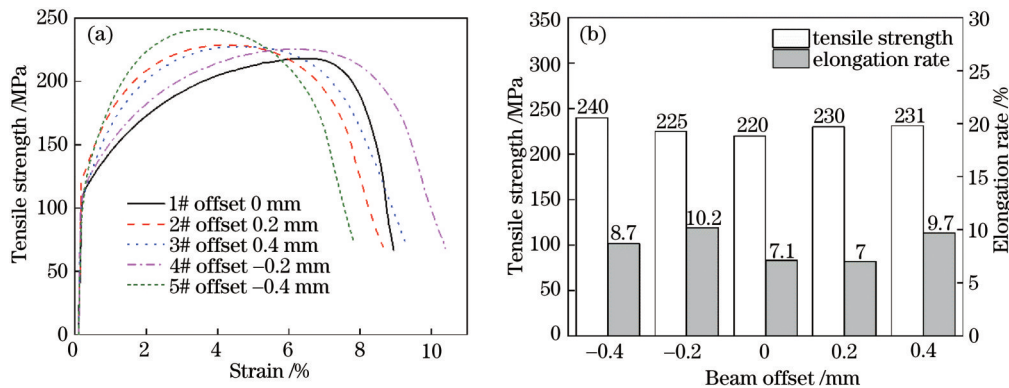 (a)
Tensile strength /MPa
250
200
150
100
50
0
1# offset 0 mm
2# offset 0.2 mm
3# offset 0.4 mm
4# offset −0.2 mm
5# offset −0.4 mm
0 2 4 6 8 10
Strain /%
(b)
Tensile strength /MPa
350
300
250
200
150
100
50
0
tensile strength
elongation rate
240 225 220 230 231
8.7 10.2 7.1 7 9.7
30
25
20
15
10
5
0
Elongation rate /%
−0.4 −0.2 0 0.2 0.4
Beam offset /mm